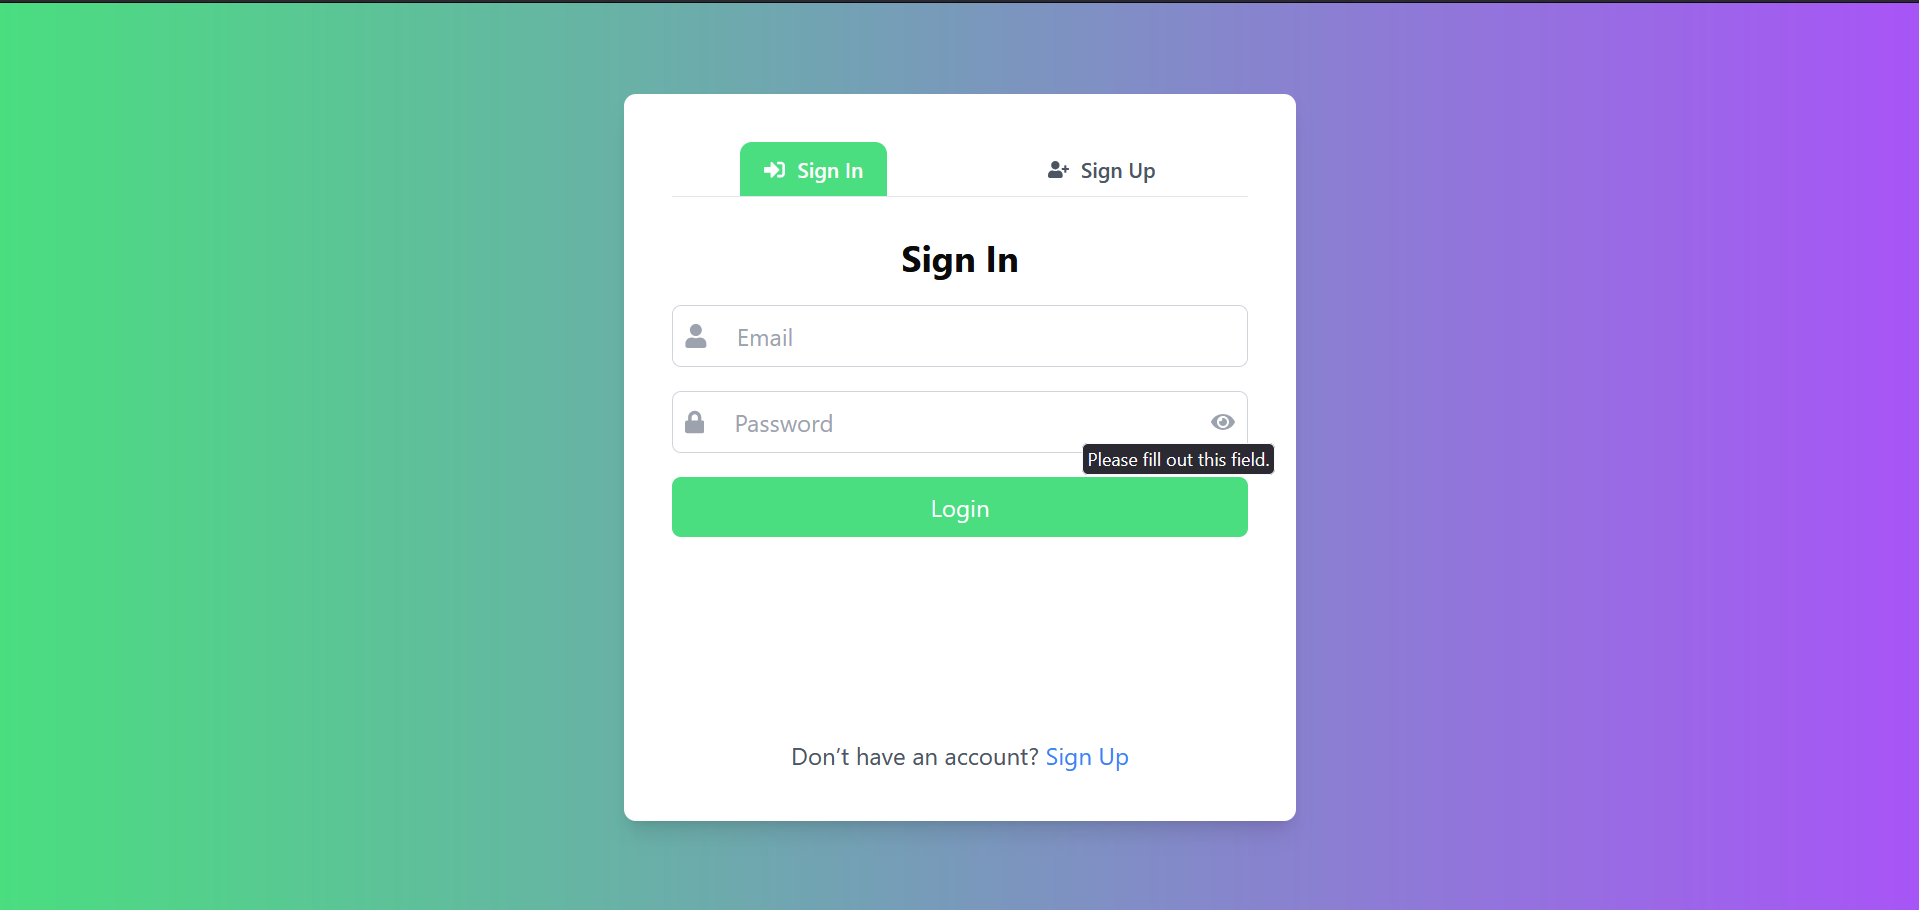 Sign In
Sign Up
Sign In
Email
Password
Please fill out this field.
Login
Don’t have an account? Sign Up